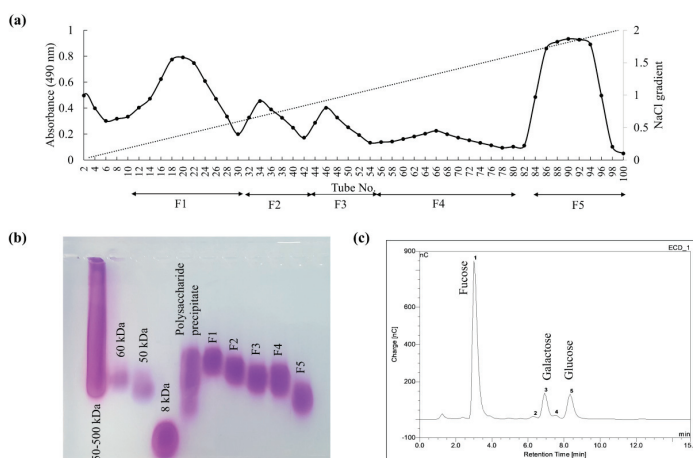 (a)
Absorbance (490 nm)
1
0.8
0.6
0.4
0.2
0
2
1.5
1
0.5
0
NaCl gradient
2 4 6 8 10 12 14 16 18 20 22 24 26 28 30 32 34 36 38 40 42 44 46 48 50 52 54 56 58 60 62 64 66 68 70 72 74 76 78 80 82 84 86 88 90 92 94 96 98 100
Tube No.
F1 F2 F3 F4 F5
(b)
50-500 kDa
60 kDa
50 kDa
8 kDa
Polysaccharide
precipitate
F1
F2
F3
F4
F5
(c)
ECD_1
nC
Charge [nC]
900
600
400
200
-100
Fucose
Galactose
Glucose
1
2
3
4
5
min
0.0 2.0 4.0 6.0 8.0 10.0 12.0 15.0
Retention Time [min]